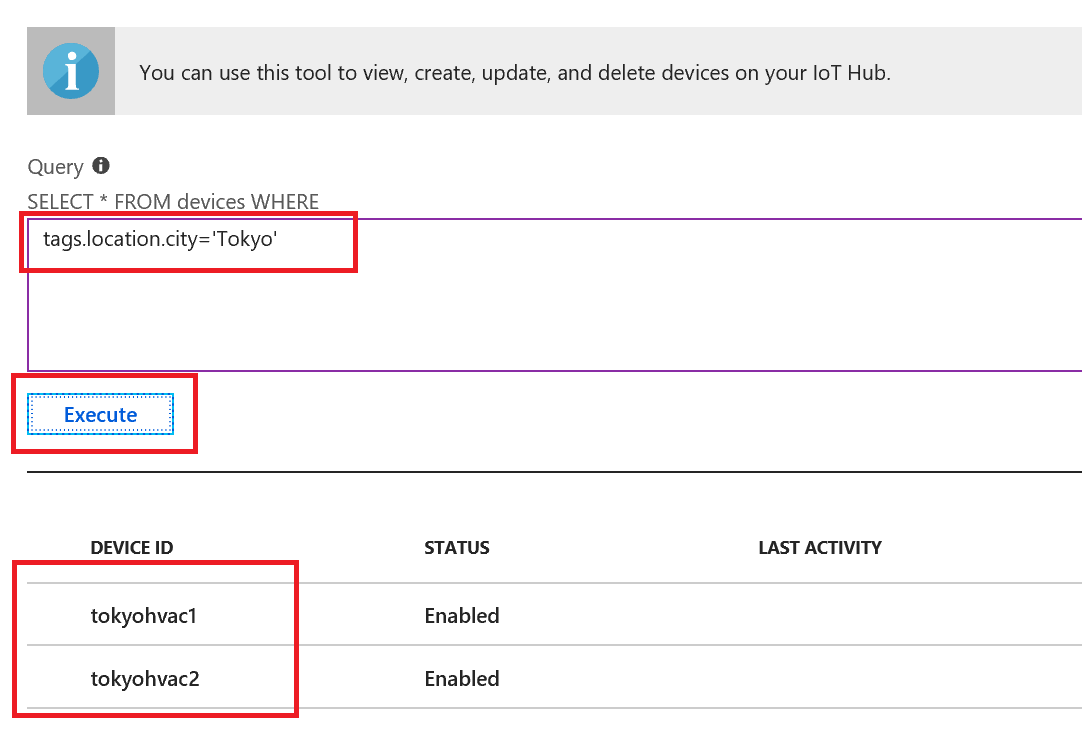 You can use this tool to view, create, update, and delete devices on your IoT Hub.
Query
SELECT * FROM devices WHERE
tags.location.city='Tokyo'
Execute
DEVICE ID STATUS LAST ACTIVITY
tokyohvac1 Enabled
tokyohvac2 Enabled